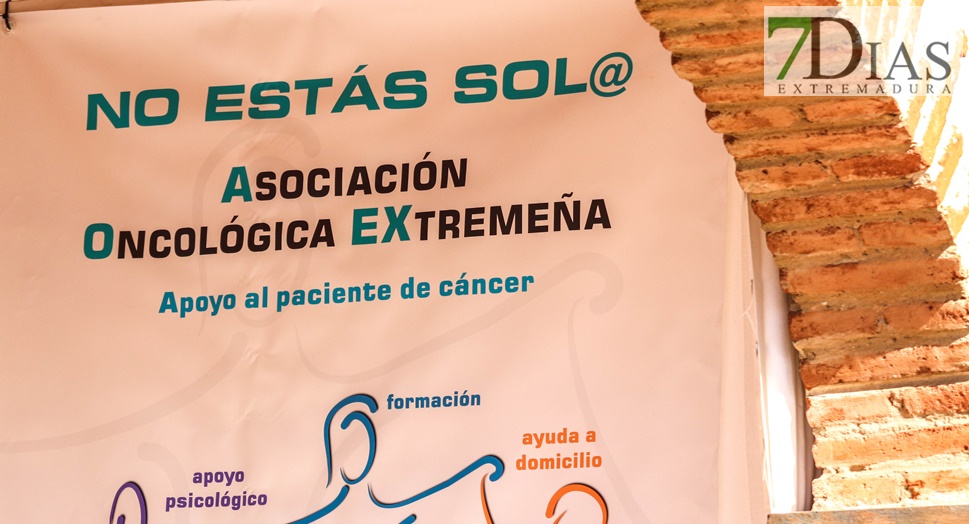 7DIAS
EXTREMADURA
NO ESTÁS SOL@
ASOCIACIÓN
ONCOLÓGICA EXTREMEÑA
Apoyo al paciente de cáncer
formación
ayuda a
domicilio
apoyo
psicológico